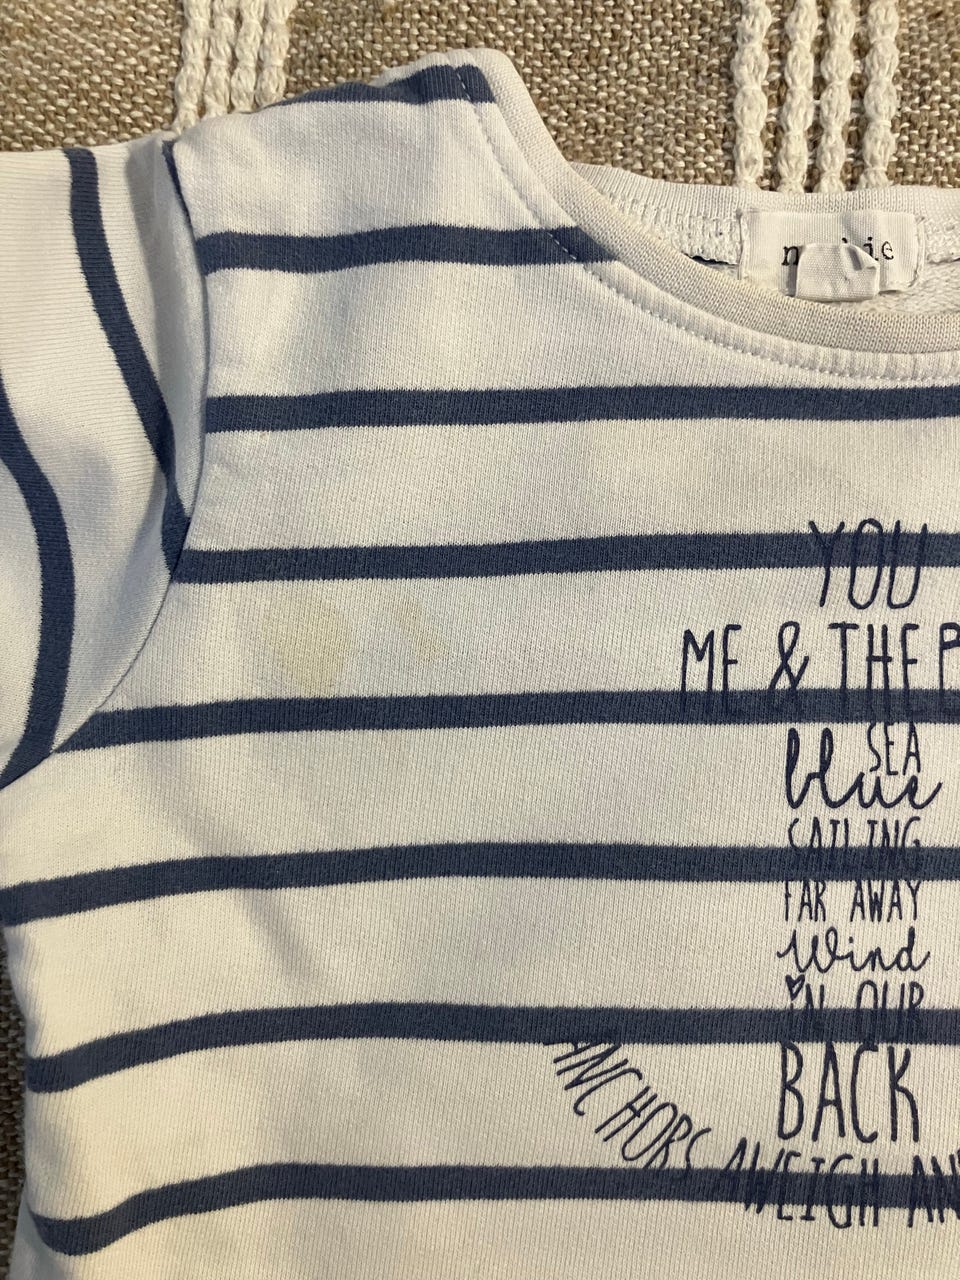 YOU
ME & THE
SEA
blue
SAILING
FAR AWAY
Wind
IN OUR
BACK
ANCHORS AWEIGH